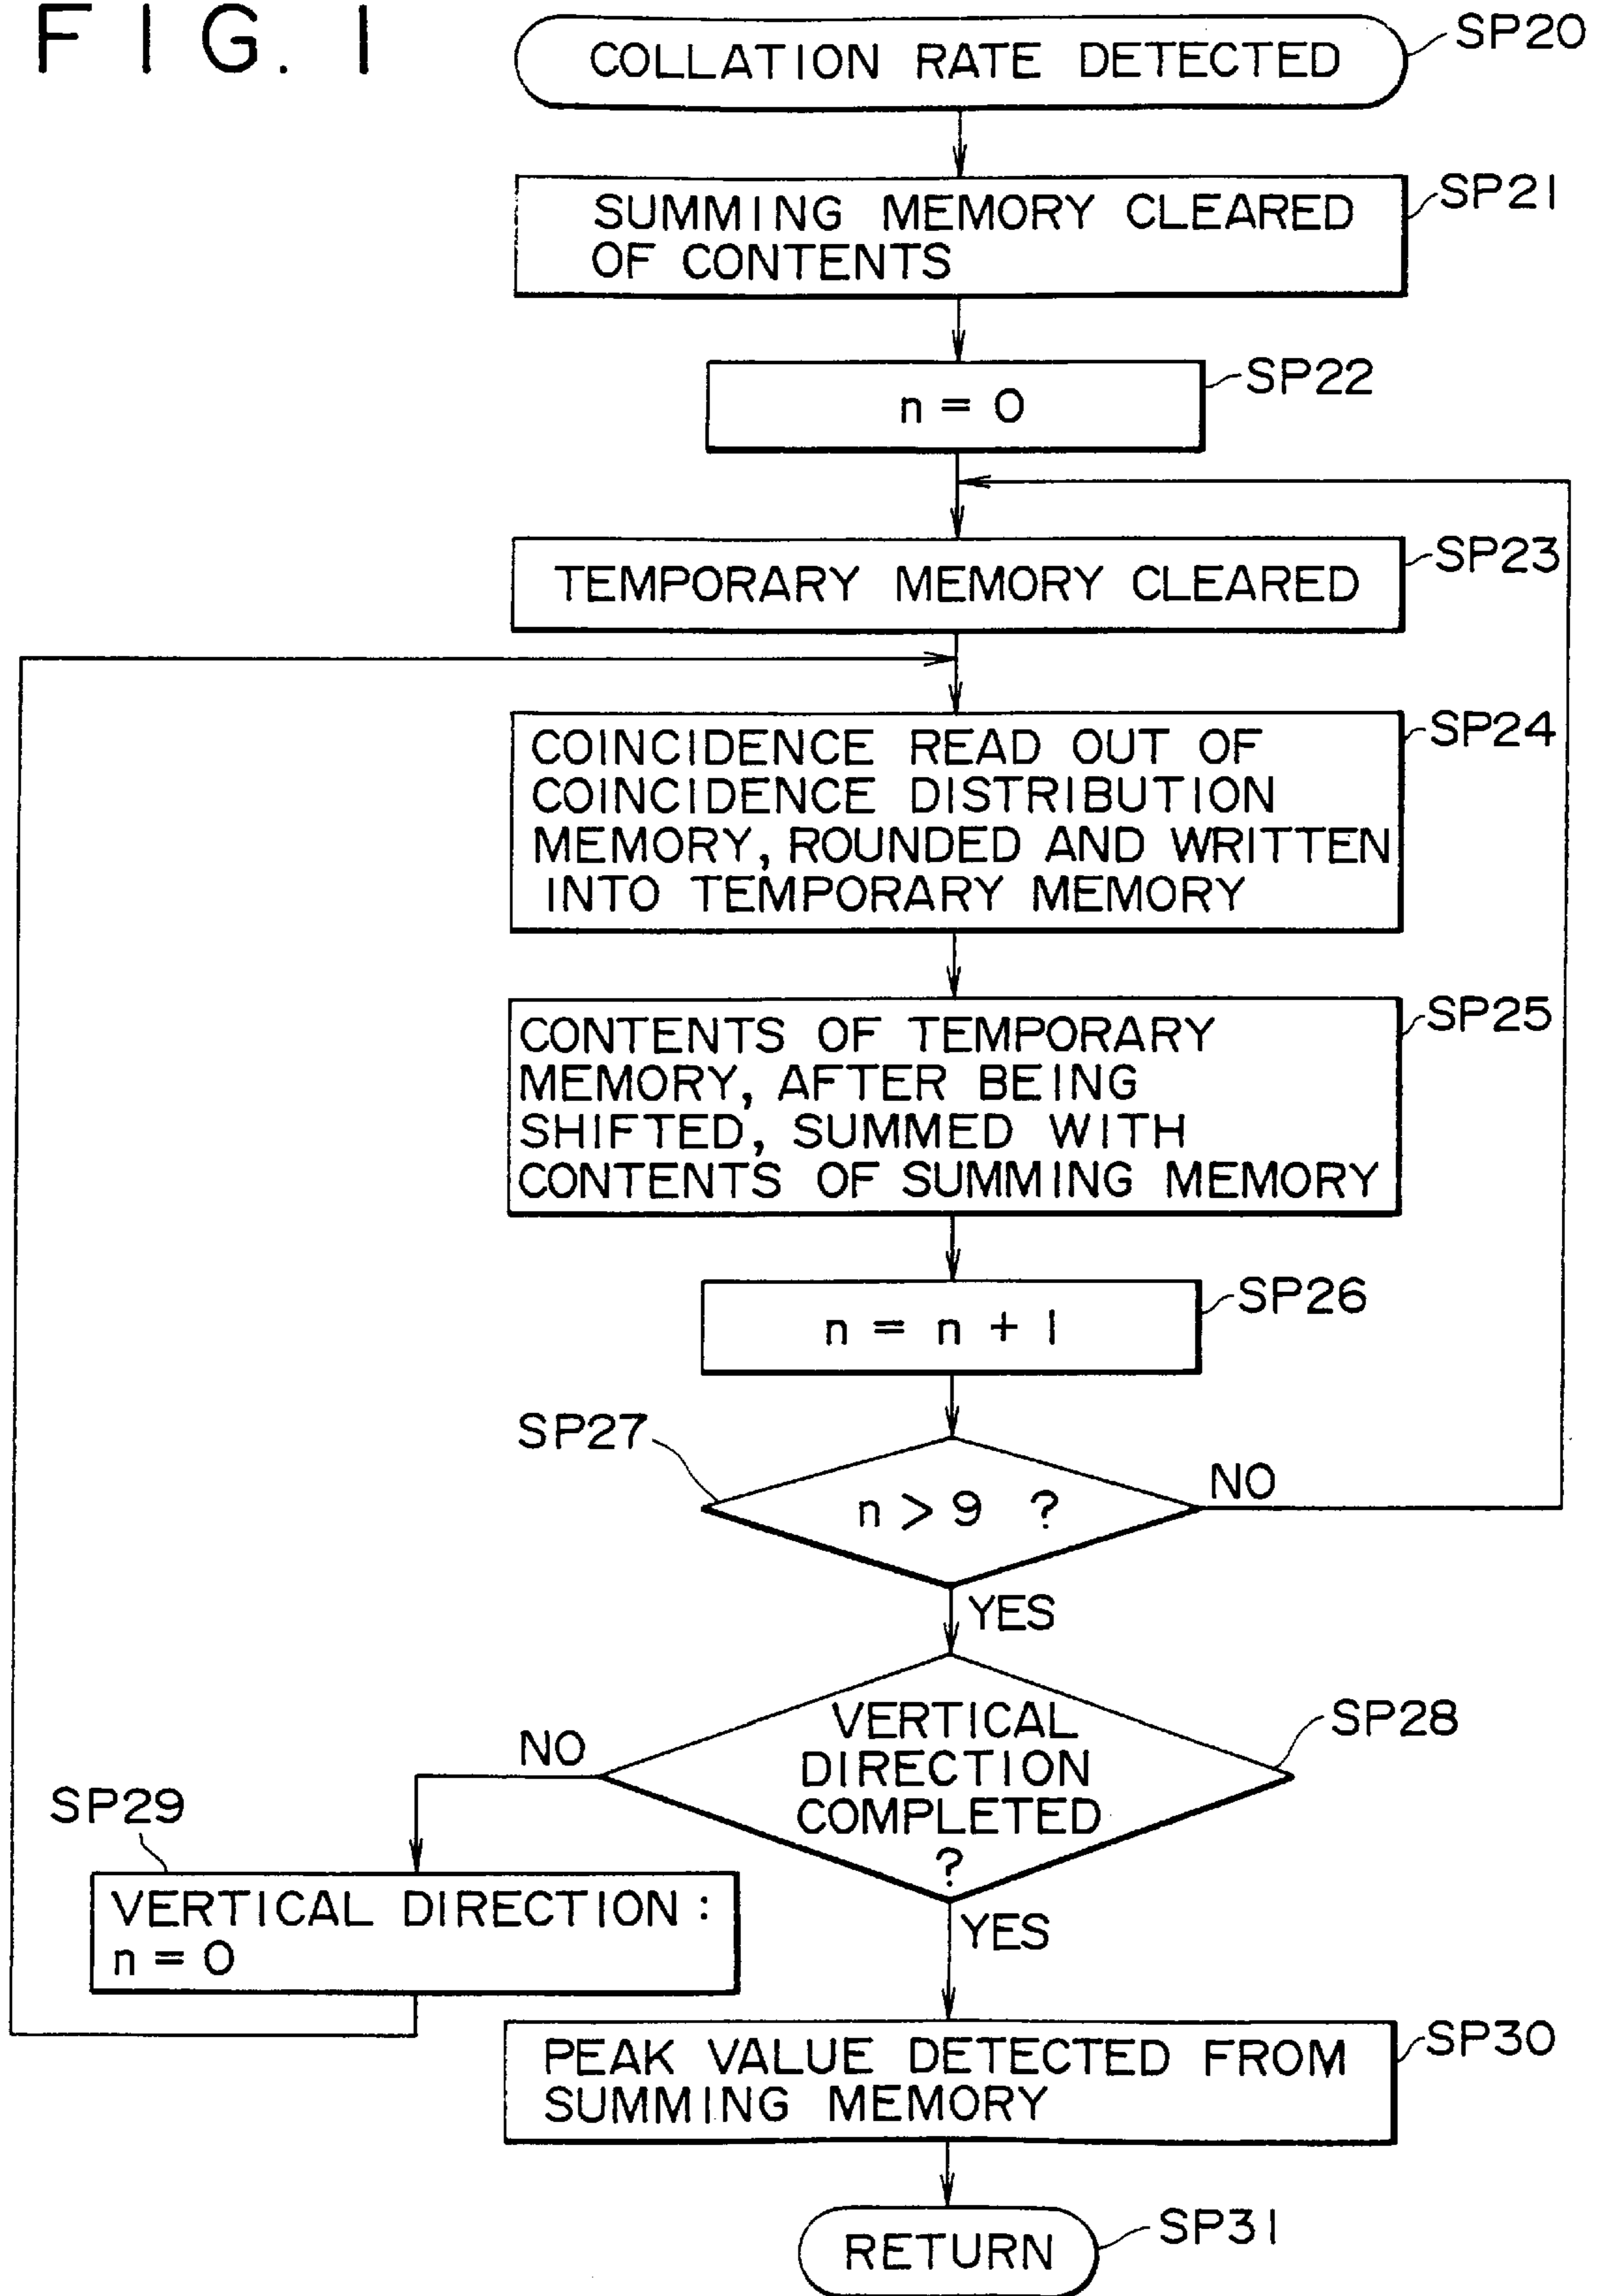 FIG. 1
COLLATION RATE DETECTED
SP20
SUMMING MEMORY CLEARED
OF CONTENTS
SP21
n = 0
SP22
TEMPORARY MEMORY CLEARED
SP23
COINCIDENCE READ OUT OF
COINCIDENCE DISTRIBUTION
MEMORY, ROUNDED AND WRITTEN
INTO TEMPORARY MEMORY
SP24
CONTENTS OF TEMPORARY
MEMORY, AFTER BEING
SHIFTED, SUMMED WITH
CONTENTS OF SUMMING MEMORY
SP25
n = n + 1
SP26
SP27
n > 9 ?
NO
YES
VERTICAL
DIRECTION
COMPLETED
?
SP28
NO
SP29
VERTICAL DIRECTION :
n = 0
YES
PEAK VALUE DETECTED FROM
SUMMING MEMORY
SP30
RETURN
SP31